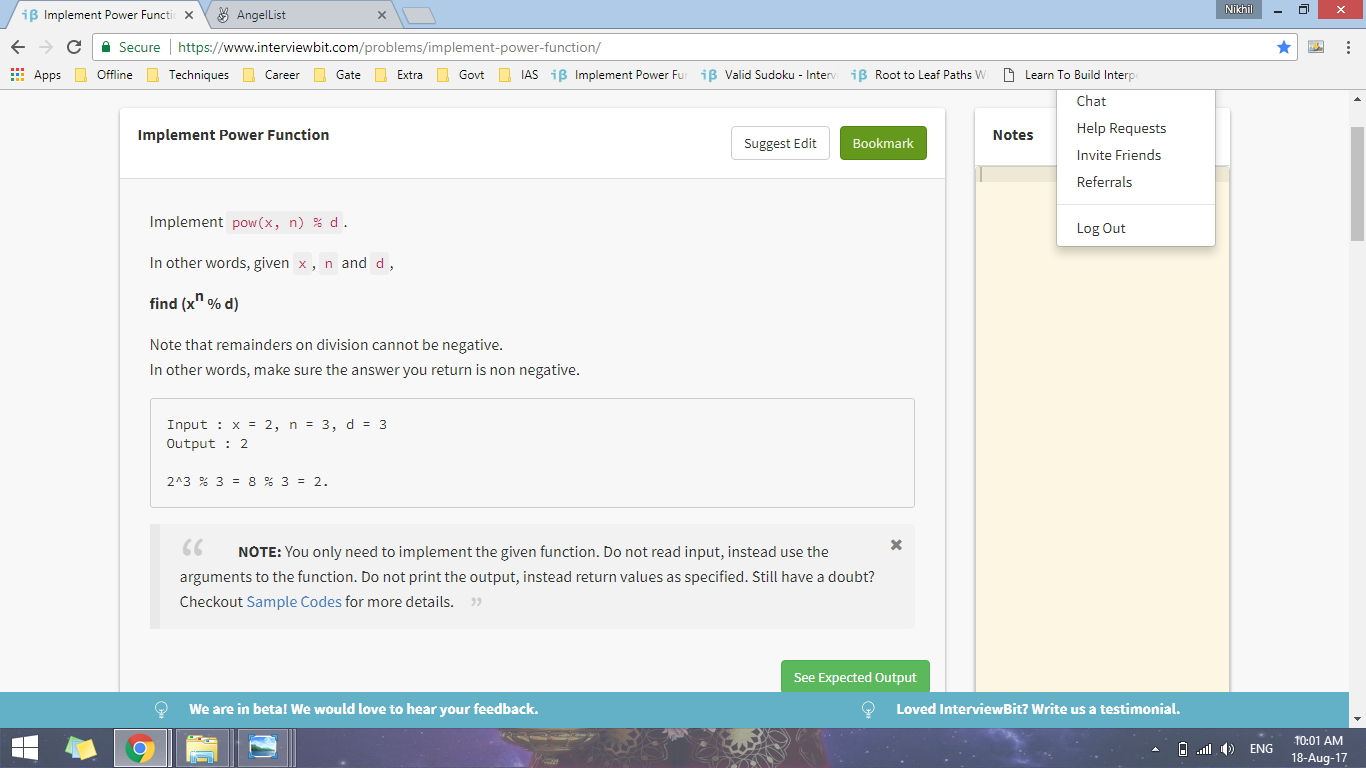 iβ Implement Power Functi
AngelList
Nikhil
Secure https://www.interviewbit.com/problems/implement-power-function/
Apps Offline Techniques Career Gate Extra Govt IAS iβ Implement Power Fu iβ Valid Sudoku - Interv iβ Root to Leaf Paths W Learn To Build Interp
Chat
Help Requests
Invite Friends
Referrals
Log Out
Implement Power Function
Suggest Edit
Bookmark
Notes
Implement pow(x, n) % d .
In other words, given x , n and d ,
find (xⁿ % d)
Note that remainders on division cannot be negative.
In other words, make sure the answer you return is non negative.
Input : x = 2, n = 3, d = 3
Output : 2
2^3 % 3 = 8 % 3 = 2.
“ NOTE: You only need to implement the given function. Do not read input, instead use the
arguments to the function. Do not print the output, instead return values as specified. Still have a doubt?
Checkout Sample Codes for more details. ”
See Expected Output
We are in beta! We would love to hear your feedback.
Loved InterviewBit? Write us a testimonial.
ENG
10:01 AM
18-Aug-17